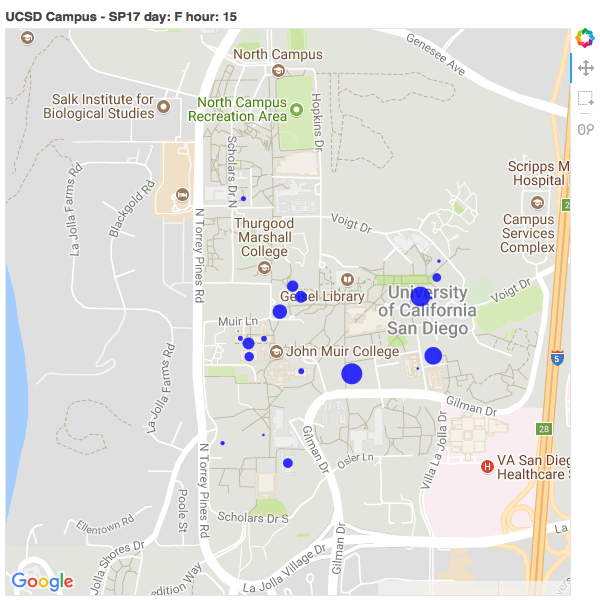 UCSD Campus - SP17 day: F hour: 15
Genesee Ave
North Campus
Salk Institute for
Biological Studies
North Campus
Recreation Area
Hopkins Dr
Scholars Dr N
La Jolla Farms Rd
Blackgold Rd
Scripps M
Hospital
2
Campus
Services
Complex
N Torrey Pines Rd
Voigt Dr
Thurgood
Marshall
College
Geisel Library
University
of California
San Diego
Voigt Dr
Muir Ln
John Muir College
La Jolla Farms Rd
5
Gilman Dr
28
N Torrey Pines Rd
Gilman Dr
Osler Ln
Villa La Jolla Dr
H
VA San Dieg
Healthcare
Poole St
Ellentown Rd
Scholars Dr S
La
La Jolla Shores Dr
Gilman Dr
La Jolla Village Dr
edition Way
Google